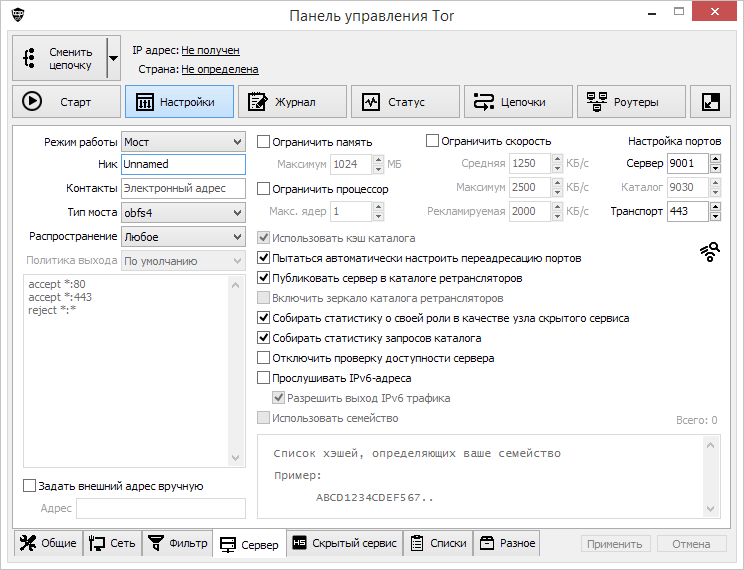 Панель управления Tor
Сменить
цепочку
IP адрес: Не получен
Страна: Не определена
Старт
Настройки
Журнал
Статус
Цепочки
Роутеры
Режим работы Мост
Ник Unnamed
Контакты Электронный адрес
Тип моста obfs4
Распространение Любое
Политика выхода По умолчанию
accept *:80
accept *:443
reject *:*
Задать внешний адрес вручную
Адрес
Ограничить память
Максимум 1024 МБ
Ограничить процессор
Макс. ядер 1
Ограничить скорость
Средняя 1250 КБ/с
Максимум 2500 КБ/с
Рекламируемая 2000 КБ/с
Настройка портов
Сервер 9001
Каталог 9030
Транспорт 443
Использовать кэш каталога
Пытаться автоматически настроить переадресацию портов
Публиковать сервер в каталоге ретрансляторов
Включить зеркало каталога ретрансляторов
Собирать статистику о своей роли в качестве узла скрытого сервиса
Собирать статистику запросов каталога
Отключить проверку доступности сервера
Прослушивать IPv6-адреса
Разрешить выход IPv6 трафика
Использовать семейство
Всего: 0
Список хэшей, определяющих ваше семейство
Пример:
ABCD1234CDEF567..
Общие
Сеть
Фильтр
Сервер
HS Скрытый сервис
Списки
Разное
Применить
Отмена